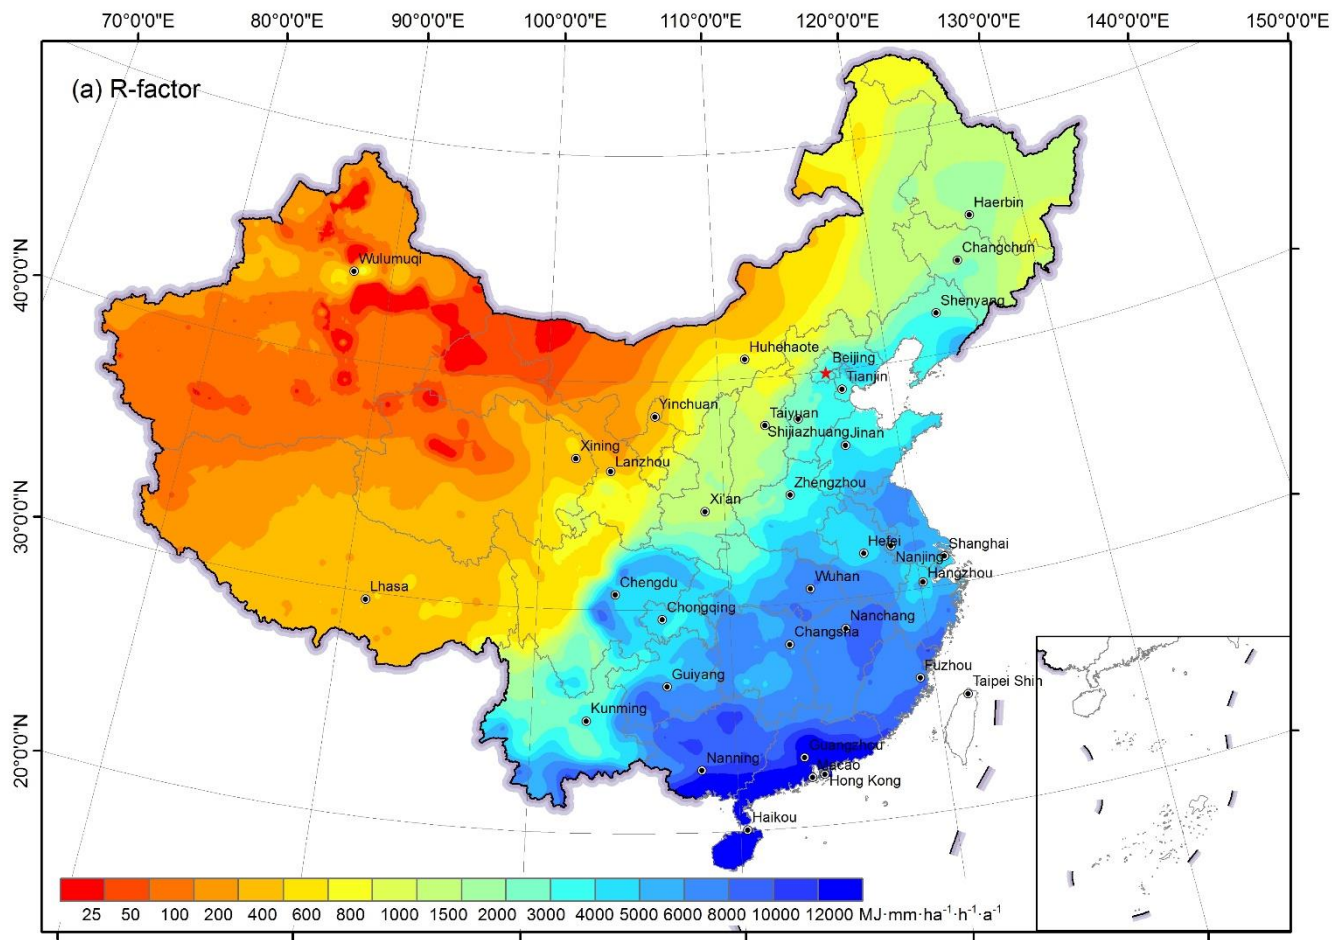 70°0'0"E 80°0'0"E 90°0'0"E 100°0'0"E 110°0'0"E 120°0'0"E 130°0'0"E 140°0'0"E 150°0'0"E
(a) R-factor
40°0'0"N
30°0'0"N
20°0'0"N
Haerbin
Changchun
Wulumuqi
Shenyang
Huhehaote
Beijing
Tianjin
Yinchuan
Taiyuan
Shijiazhuang
Jinan
Xining
Lanzhou
Zhengzhou
Xi'an
Hefei
Shanghai
Nanjing
Hangzhou
Lhasa
Chengdu
Wuhan
Chongqing
Nanchang
Changsha
Fuzhou
Guiyang
Taipei Shin
Kunming
Nanning
Guangzhou
Macao
Hong Kong
Haikou
25 50 100 200 400 600 800 1000 1500 2000 3000 4000 5000 6000 8000 10000 12000 MJ·mm·ha⁻¹·h⁻¹·a⁻¹